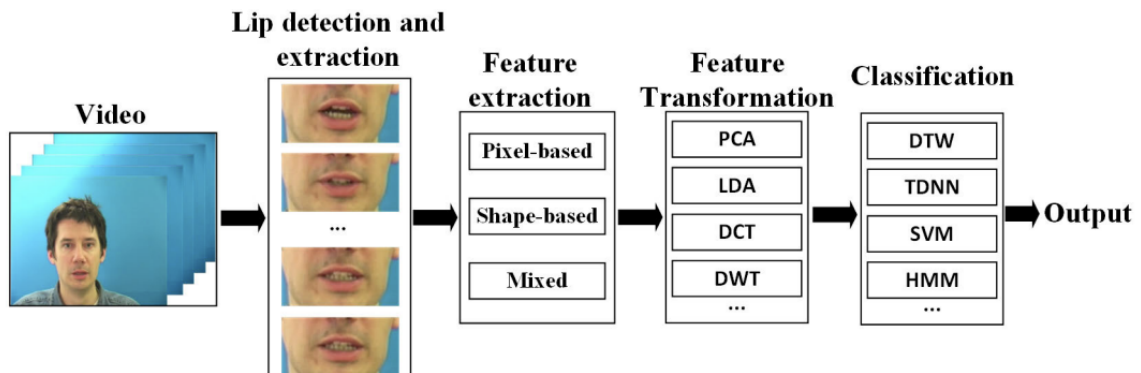 Video
Lip detection and
extraction
...
Feature
extraction
Pixel-based
Shape-based
Mixed
Feature
Transformation
PCA
LDA
DCT
DWT
...
Classification
DTW
TDNN
SVM
HMM
...
Output